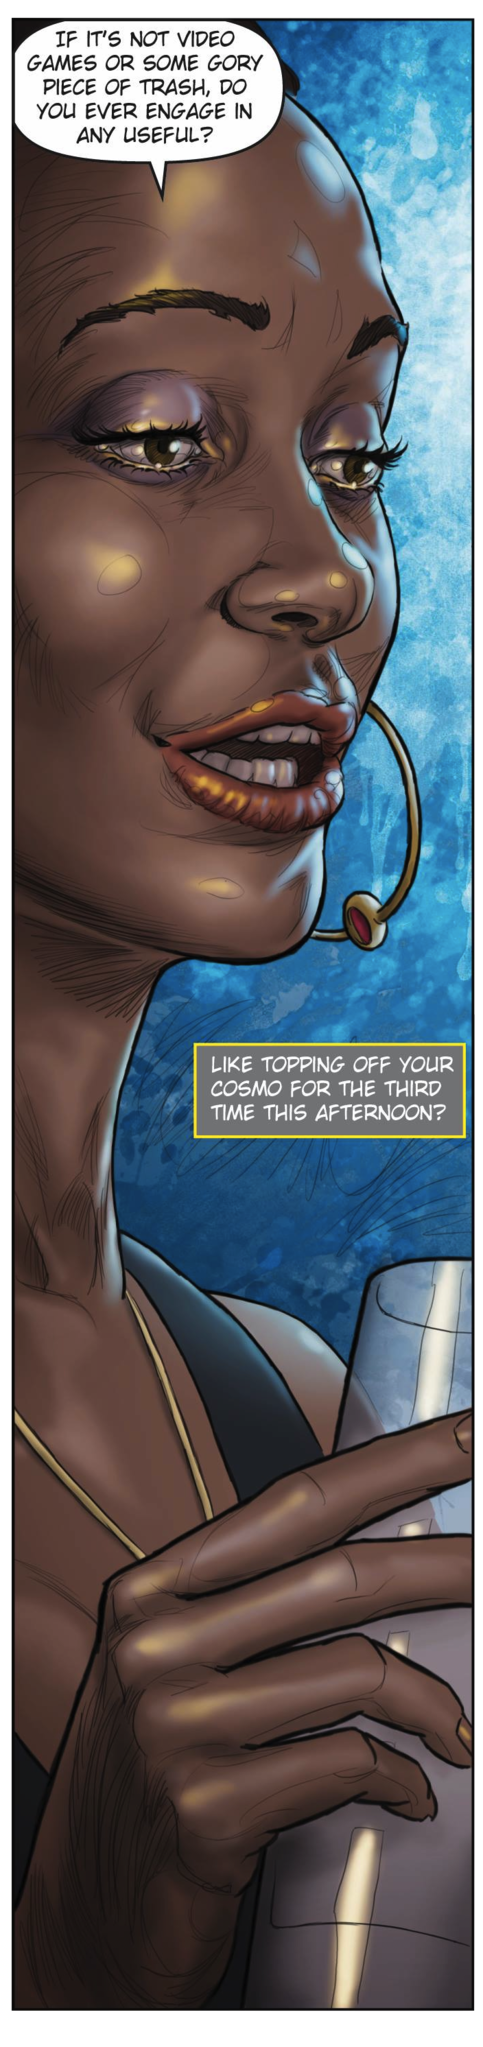 IF IT'S NOT VIDEO
GAMES OR SOME GORY
PIECE OF TRASH, DO
YOU EVER ENGAGE IN
ANY USEFUL?
LIKE TOPPING OFF YOUR
COSMO FOR THE THIRD
TIME THIS AFTERNOON?